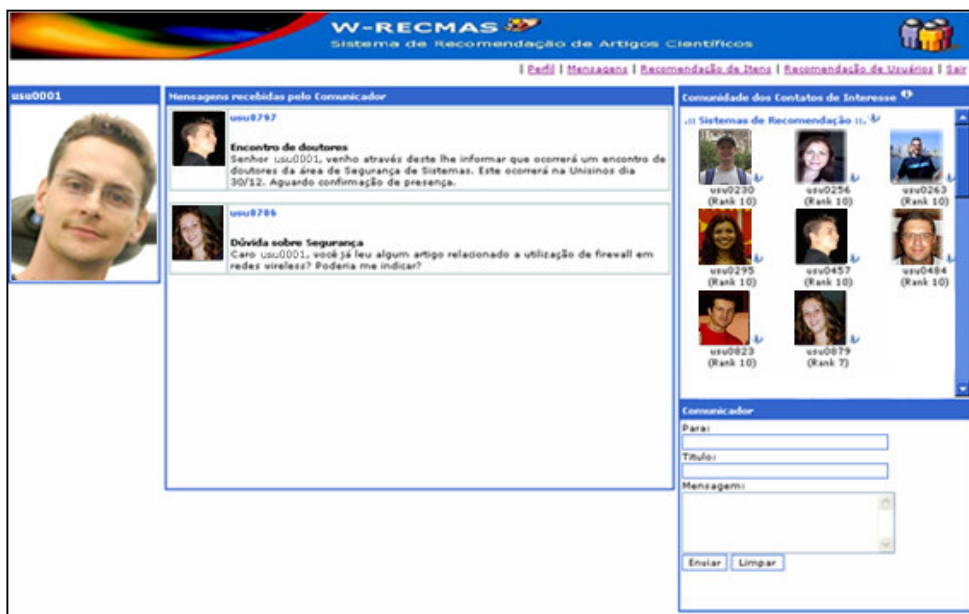 W-RECMAS
Sistema de Recomendação de Artigos Científicos
| Perfil | Mensagens | Recomendação de Itens | Recomendação de Usuários | Sair
usu0001
Mensagens recebidas pelo Comunicador
usu0797
Encontro de doutores
Senhor usu0001, venho através deste lhe informar que ocorrerá um encontro de
doutores da área de Segurança de Sistemas. Este ocorrerá na Unisinos dia
30/12. Aguardo confirmação de presença.
usu0786
Dúvida sobre Segurança
Caro usu0001, você já leu algum artigo relacionado a utilização de firewall em
redes wireless? Poderia me indicar?
Comunidade dos Contatos de Interesse
.:: Sistemas de Recomendação ::.
usu0230 usu0256 usu0263
(Rank 10) (Rank 10) (Rank 10)
usu0295 usu0457 usu0484
(Rank 10) (Rank 10) (Rank 10)
usu0823 usu0879
(Rank 10) (Rank 7)
Comunicador
Para:
Título:
Mensagem:
Enviar Limpar